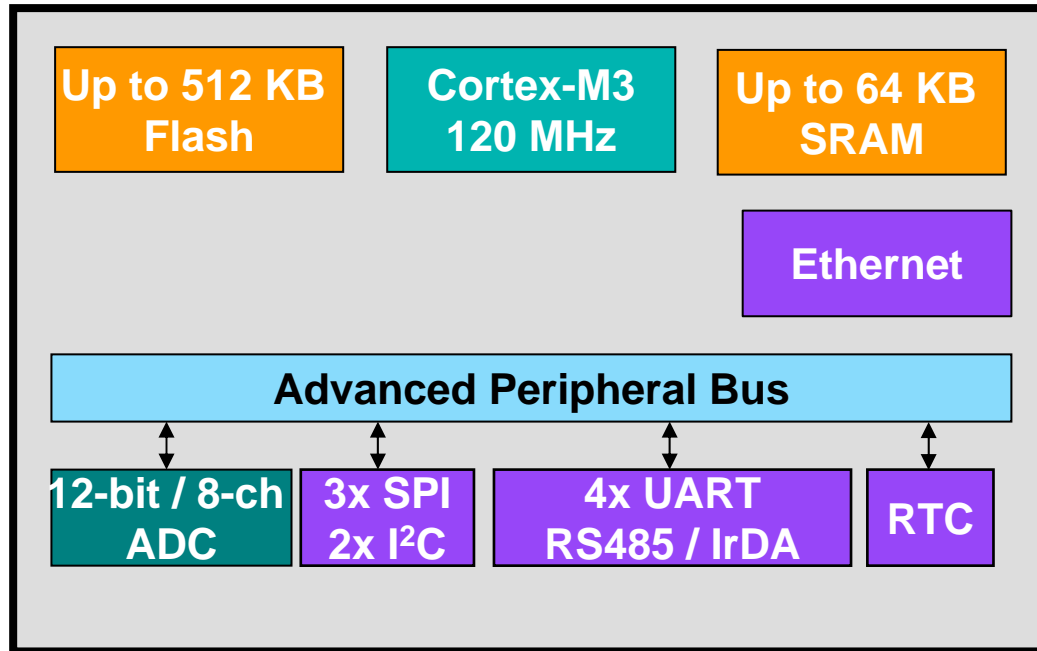 Up to 512 KB
Flash
Cortex-M3
120 MHz
Up to 64 KB
SRAM
Ethernet
Advanced Peripheral Bus
12-bit / 8-ch
ADC
3x SPI
2x I²C
4x UART
RS485 / IrDA
RTC